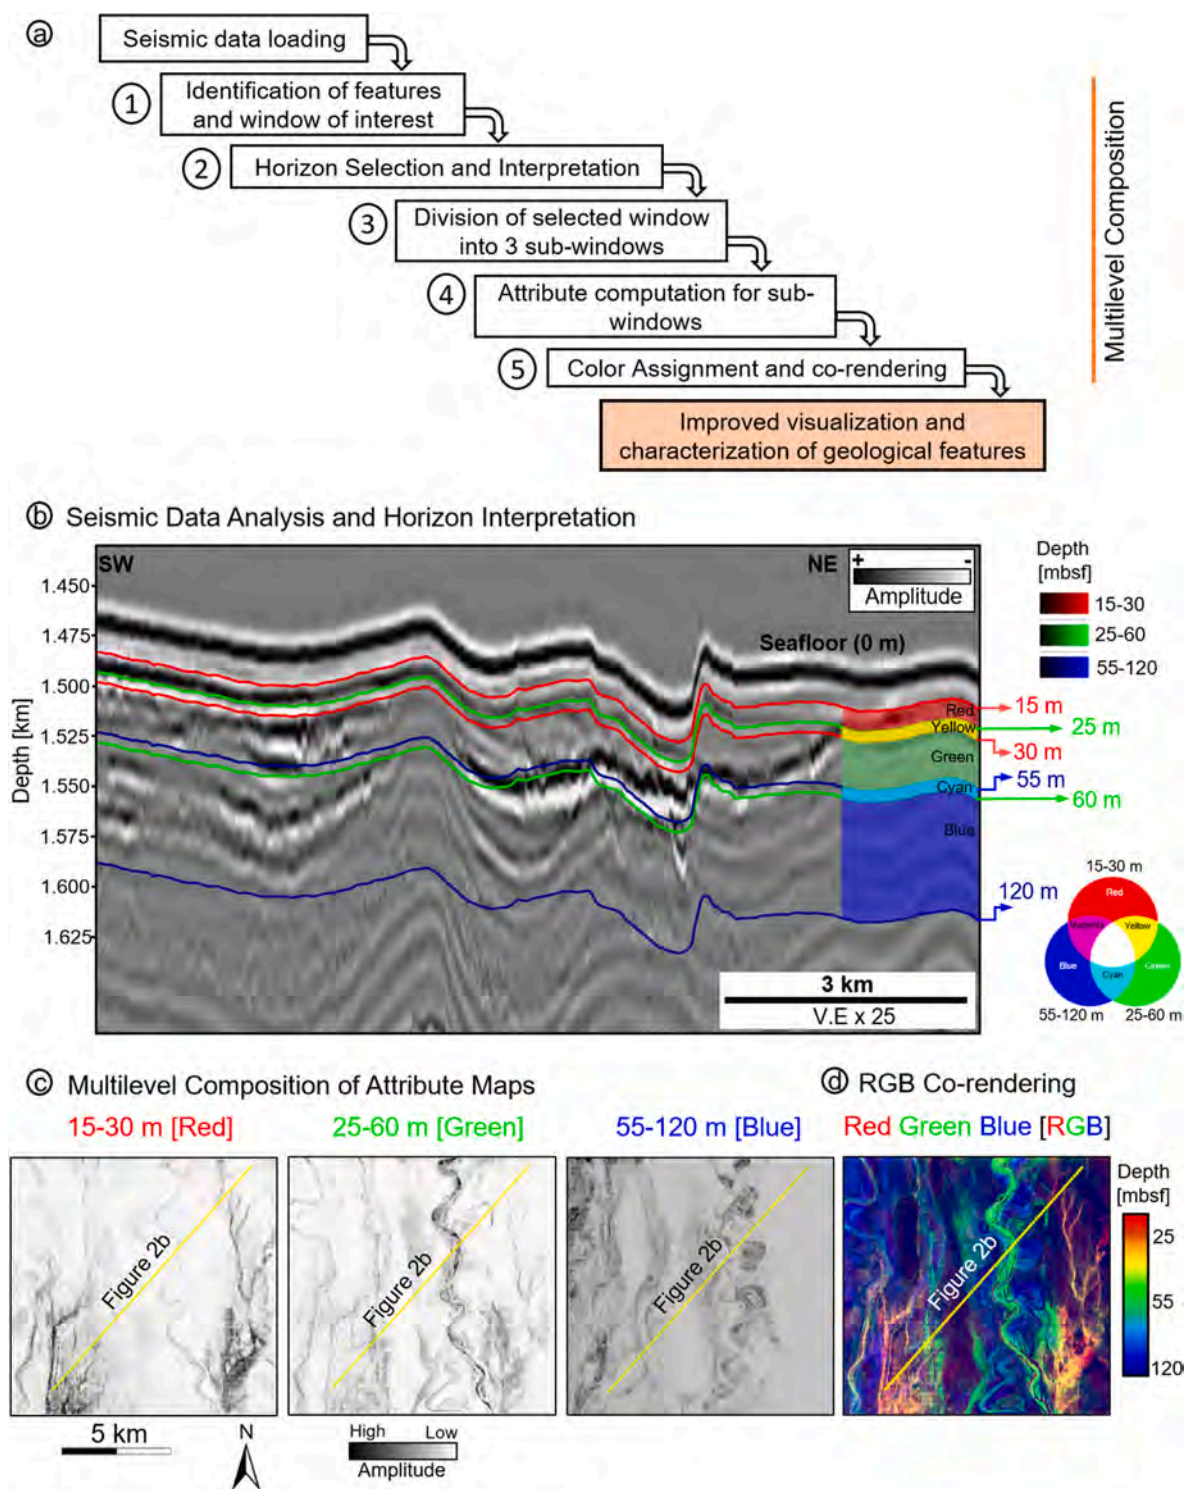 a
Seismic data loading
1
Identification of features
and window of interest
2
Horizon Selection and Interpretation
3
Division of selected window
into 3 sub-windows
4
Attribute computation for sub-
windows
5
Color Assignment and co-rendering
Improved visualization and
characterization of geological features
Multilevel Composition
b Seismic Data Analysis and Horizon Interpretation
SW
NE
+ -
Amplitude
Seafloor (0 m)
Depth [km]
1.450
1.475
1.500
1.525
1.550
1.575
1.600
1.625
Red
Yellow
Green
Cyan
Blue
15 m
25 m
30 m
55 m
60 m
120 m
3 km
V.E x 25
Depth
[mbsf]
15-30
25-60
55-120
15-30 m
Red
Magenta
Yellow
Blue
Cyan
Green
55-120 m 25-60 m
c Multilevel Composition of Attribute Maps
15-30 m [Red]
25-60 m [Green]
55-120 m [Blue]
Figure 2b
Figure 2b
Figure 2b
5 km
N
High Low
Amplitude
d RGB Co-rendering
Red Green Blue [RGB]
Figure 2b
Depth
[mbsf]
25
55
120